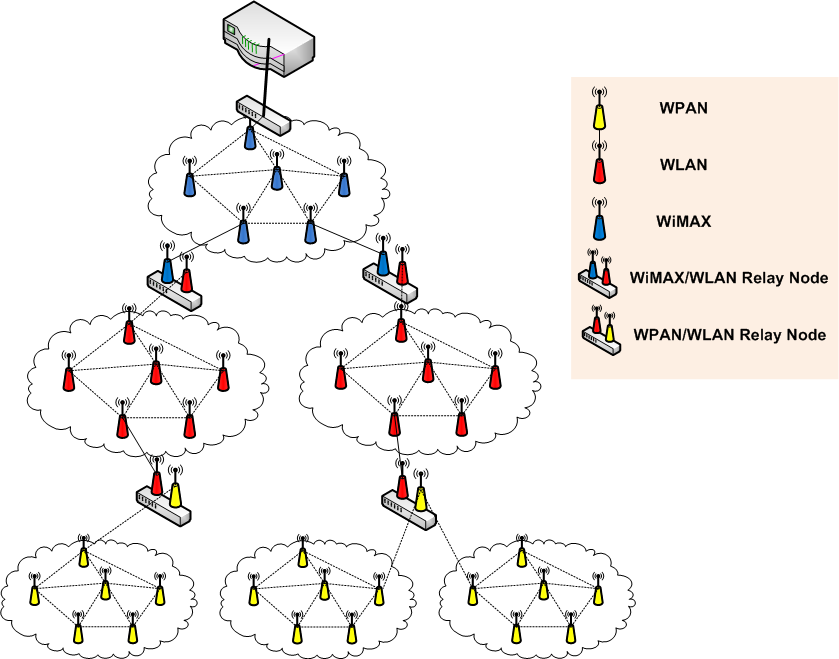 WPAN
WLAN
WiMAX
WiMAX/WLAN Relay Node
WPAN/WLAN Relay Node